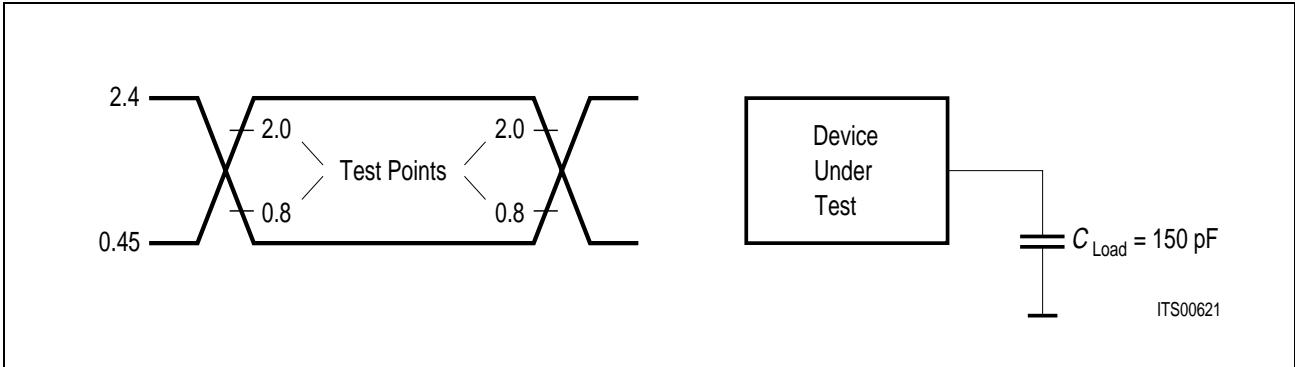 2.4
2.0
2.0
Test Points
0.8
0.8
0.45
Device
Under
Test
C Load = 150 pF
ITS00621